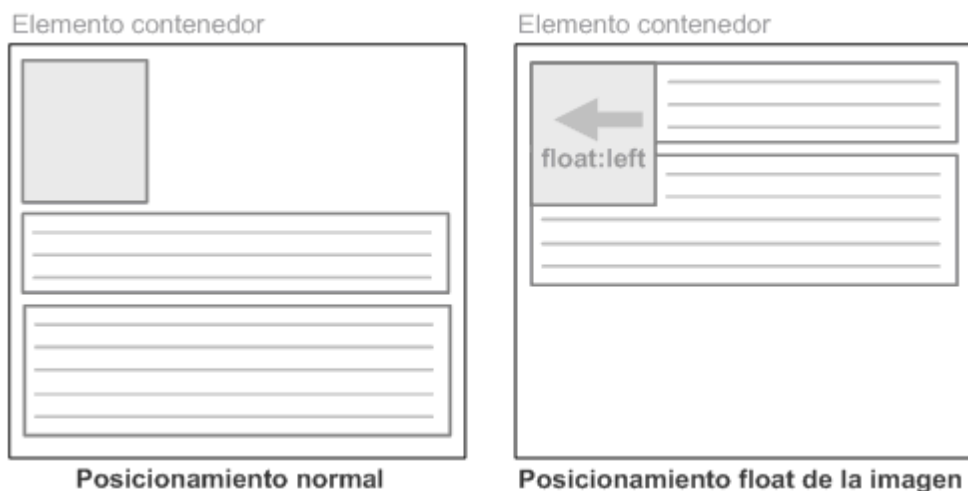 Elemento contenedor
Elemento contenedor
float:left
Posicionamiento normal
Posicionamiento float de la imagen